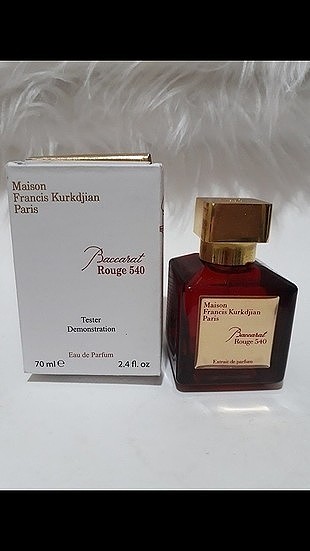 Maison
Francis Kurkdjian
Paris
Baccarat
Rouge 540
Tester
Demonstration
Eau de Parfum
70 ml ℮ 2.4 fl. oz
Maison
Francis Kurkdjian
Paris
Baccarat
Rouge 540
Extrait de parfum